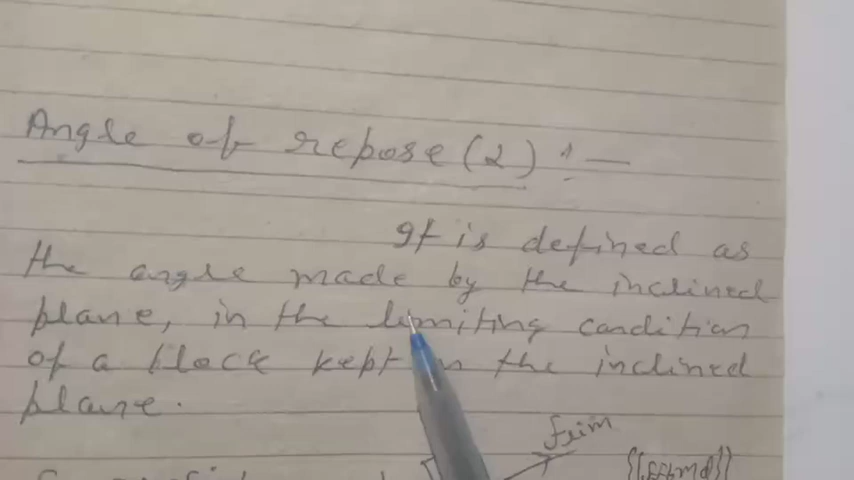 Angle of repose (α) :—
It is defined as
the angle made by the inclined
plane, in the limiting condition
of a block kept in the inclined
plane.
flim